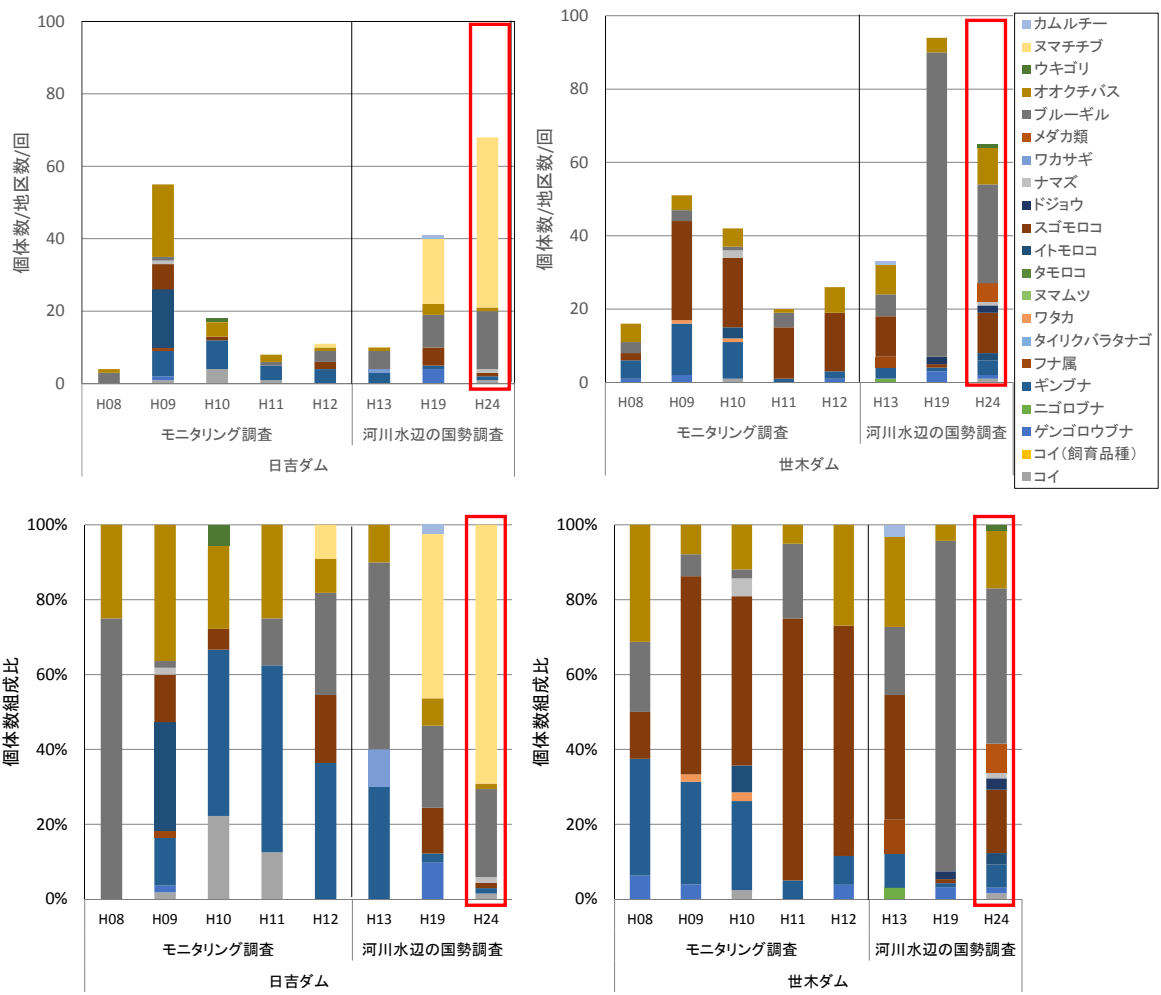 100
80
60
40
20
0
個体数/地区数/回
H08 H09 H10 H11 H12 H13 H19 H24
モニタリング調査 河川水辺の国勢調査
日吉ダム
100
80
60
40
20
0
個体数/地区数/回
H08 H09 H10 H11 H12 H13 H19 H24
モニタリング調査 河川水辺の国勢調査
世木ダム
カムルチー
ヌマチチブ
ウキゴリ
オオクチバス
ブルーギル
メダカ類
ワカサギ
ナマズ
ドジョウ
スゴモロコ
イトモロコ
タモロコ
ヌマムツ
ワタカ
タイリクバラタナゴ
フナ属
ギンブナ
ニゴロブナ
ゲンゴロウブナ
コイ(飼育品種)
コイ
100%
80%
60%
40%
20%
0%
個体数組成比
H08 H09 H10 H11 H12 H13 H19 H24
モニタリング調査 河川水辺の国勢調査
日吉ダム
100%
80%
60%
40%
20%
0%
個体数組成比
H08 H09 H10 H11 H12 H13 H19 H24
モニタリング調査 河川水辺の国勢調査
世木ダム